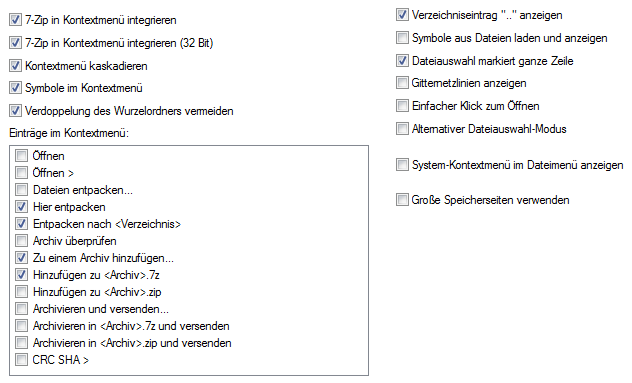 7-Zip in Kontextmenü integrieren
7-Zip in Kontextmenü integrieren (32 Bit)
Kontextmenü kaskadieren
Symbole im Kontextmenü
Verdoppelung des Wurzelordners vermeiden
Einträge im Kontextmenü:
Öffnen
Öffnen >
Dateien entpacken...
Hier entpacken
Entpacken nach <Verzeichnis>
Archiv überprüfen
Zu einem Archiv hinzufügen...
Hinzufügen zu <Archiv>.7z
Hinzufügen zu <Archiv>.zip
Archivieren und versenden...
Archivieren in <Archiv>.7z und versenden
Archivieren in <Archiv>.zip und versenden
CRC SHA >
Verzeichniseintrag ".." anzeigen
Symbole aus Dateien laden und anzeigen
Dateiauswahl markiert ganze Zeile
Gitternetzlinien anzeigen
Einfacher Klick zum Öffnen
Alternativer Dateiauswahl-Modus
System-Kontextmenü im Dateimenü anzeigen
Große Speicherseiten verwenden